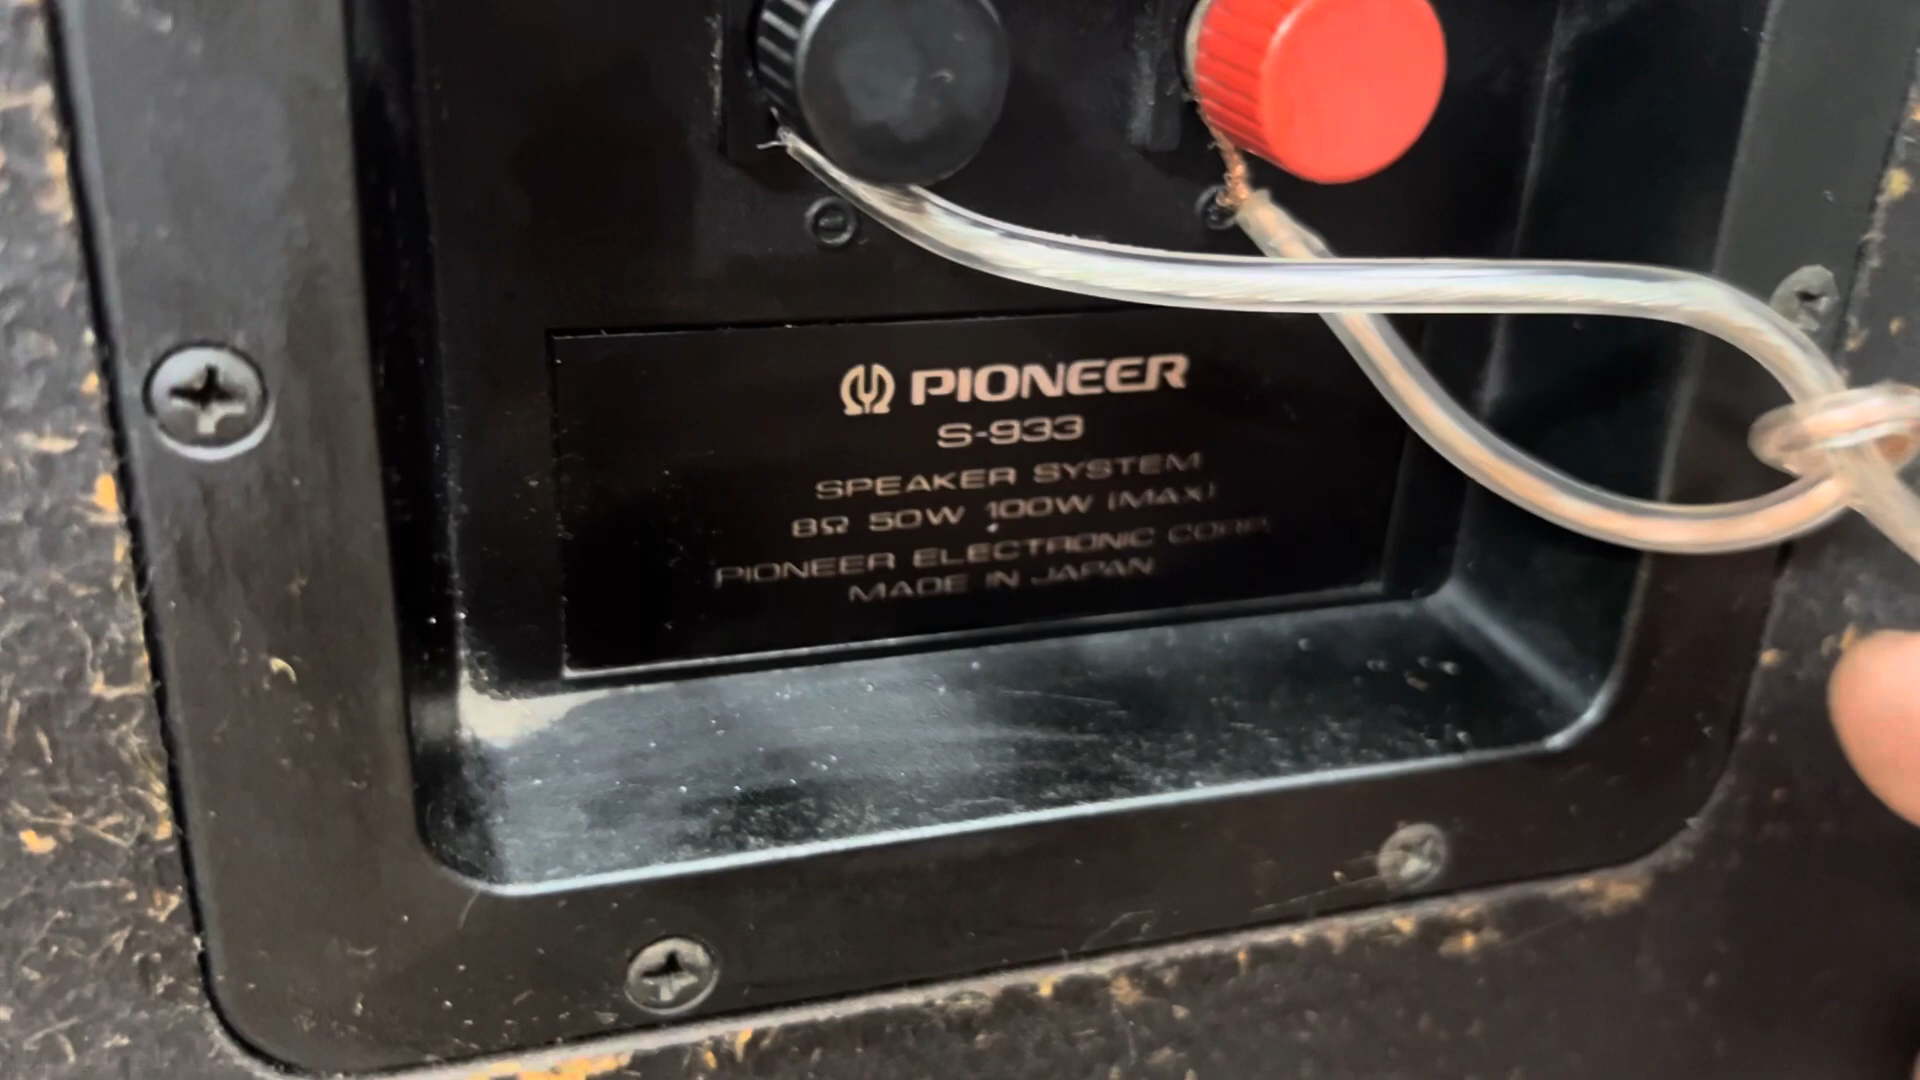 PIONEER
S-933
SPEAKER SYSTEM
8Ω 50W 100W (MAX)
PIONEER ELECTRONIC CORP.
MADE IN JAPAN